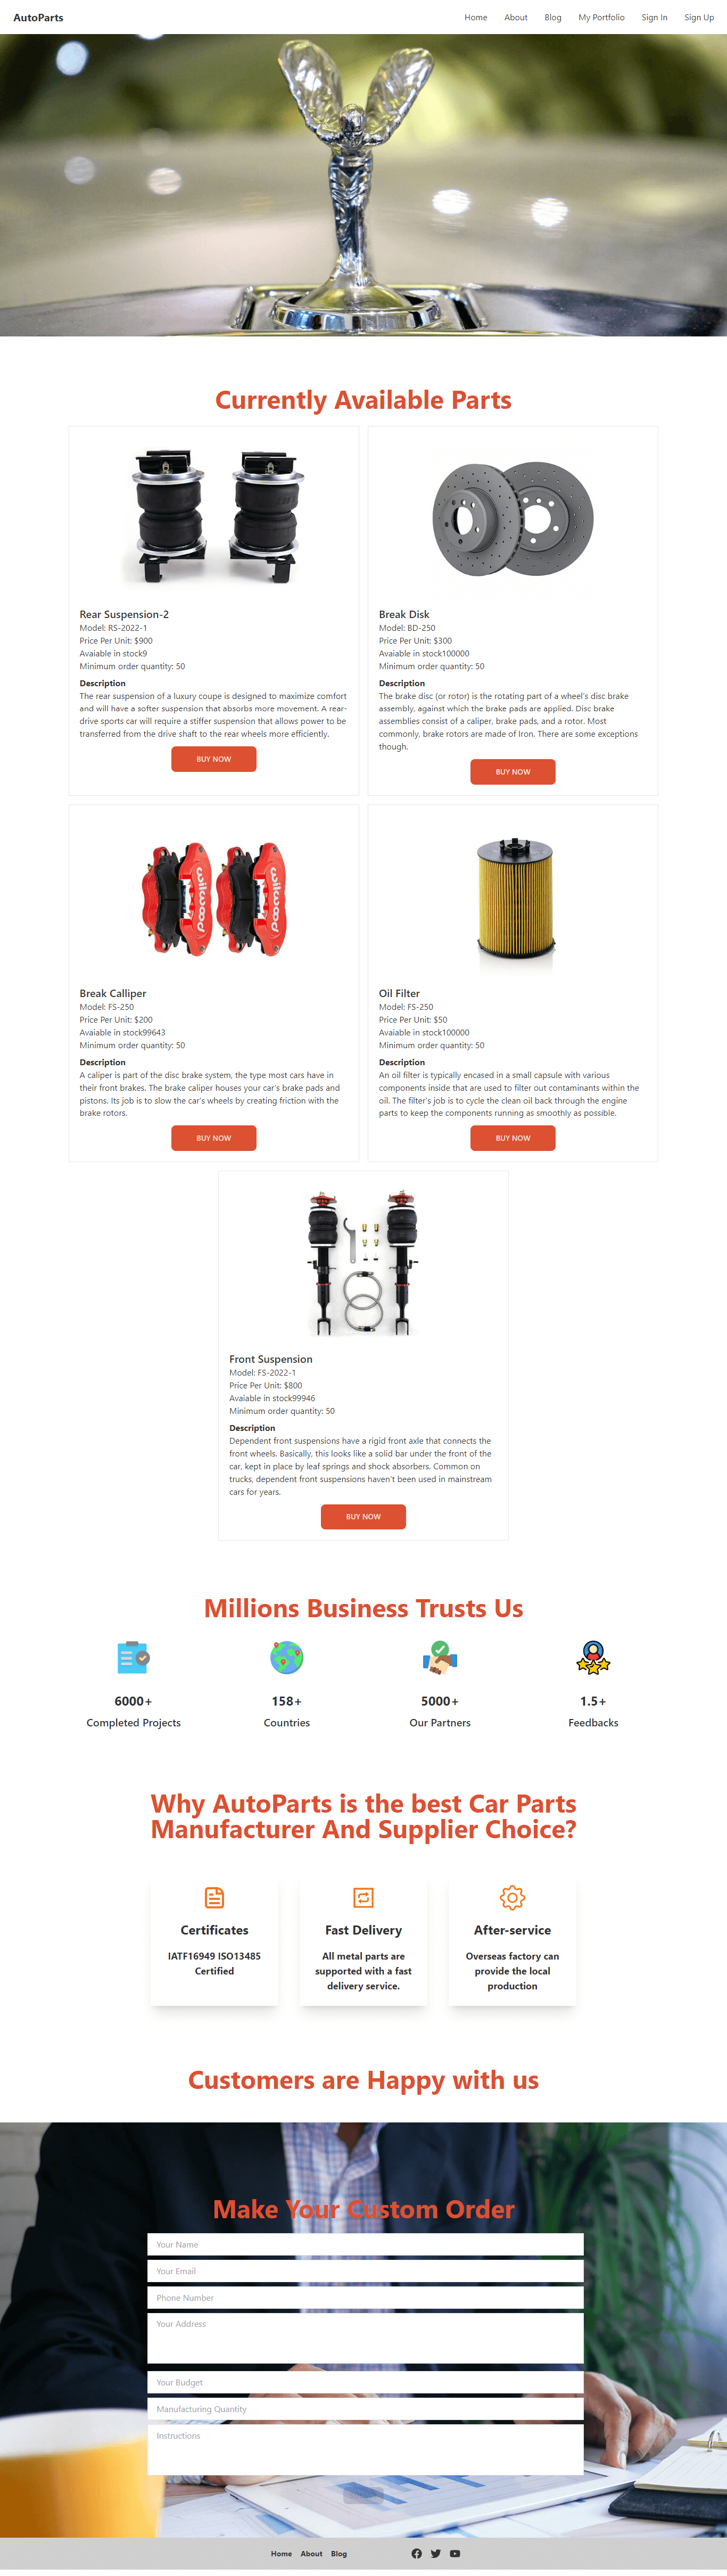 AutoParts
Home About Blog My Portfolio Sign In Sign Up
Currently Available Parts
Rear Suspension-2
Model: RS-2022-1
Price Per Unit: $900
Avaiable in stock9
Minimum order quantity: 50
Description
The rear suspension of a luxury coupe is designed to maximize comfort
and will have a softer suspension that absorbs more movement. A rear-
drive sports car will require a stiffer suspension that allows power to be
transferred from the drive shaft to the rear wheels more efficiently.
BUY NOW
Break Disk
Model: BD-250
Price Per Unit: $300
Avaiable in stock100000
Minimum order quantity: 50
Description
The brake disc (or rotor) is the rotating part of a wheel's disc brake
assembly, against which the brake pads are applied. Disc brake
assemblies consist of a caliper, brake pads, and a rotor. Most
commonly, brake rotors are made of Iron. There are some exceptions
though.
BUY NOW
wilwood
wilwood
Break Calliper
Model: FS-250
Price Per Unit: $200
Avaiable in stock99643
Minimum order quantity: 50
Description
A caliper is part of the disc brake system, the type most cars have in
their front brakes. The brake caliper houses your car's brake pads and
pistons. Its job is to slow the car's wheels by creating friction with the
brake rotors.
BUY NOW
Oil Filter
Model: FS-250
Price Per Unit: $50
Avaiable in stock100000
Minimum order quantity: 50
Description
An oil filter is typically encased in a small capsule with various
components inside that are used to filter out contaminants within the
oil. The filter's job is to cycle the clean oil back through the engine
parts to keep the components running as smoothly as possible.
BUY NOW
Front Suspension
Model: FS-2022-1
Price Per Unit: $800
Avaiable in stock99946
Minimum order quantity: 50
Description
Dependent front suspensions have a rigid front axle that connects the
front wheels. Basically, this looks like a solid bar under the front of the
car, kept in place by leaf springs and shock absorbers. Common on
trucks, dependent front suspensions haven't been used in mainstream
cars for years.
BUY NOW
Millions Business Trusts Us
6000+
Completed Projects
158+
Countries
5000+
Our Partners
1.5+
Feedbacks
Why AutoParts is the best Car Parts
Manufacturer And Supplier Choice?
Certificates
IATF16949 ISO13485
Certified
Fast Delivery
All metal parts are
supported with a fast
delivery service.
After-service
Overseas factory can
provide the local
production
Customers are Happy with us
Make Your Custom Order
Your Name
Your Email
Phone Number
Your Address
Your Budget
Manufacturing Quantity
Instructions
Home About Blog